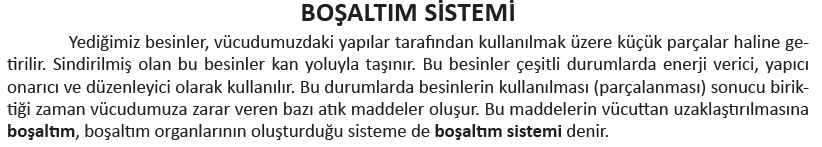 BOŞALTIM SİSTEMİ
Yediğimiz besinler, vücudumuzdaki yapılar tarafından kullanılmak üzere küçük parçalar haline ge-
tirilir. Sindirilmiş olan bu besinler kan yoluyla taşınır. Bu besinler çeşitli durumlarda enerji verici, yapıcı
onarıcı ve düzenleyici olarak kullanılır. Bu durumlarda besinlerin kullanılması (parçalanması) sonucu birik-
tiği zaman vücudumuza zarar veren bazı atık maddeler oluşur. Bu maddelerin vücuttan uzaklaştırılmasına
boşaltım, boşaltım organlarının oluşturduğu sisteme de boşaltım sistemi denir.